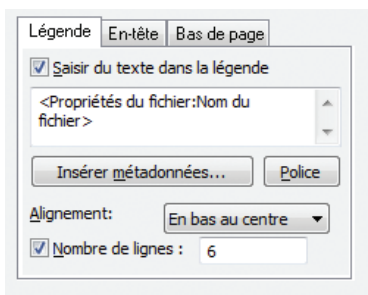 Légende En-tête Bas de page
Saisir du texte dans la légende
<Propriétés du fichier:Nom du
fichier>
Insérer métadonnées... Police
Alignement: En bas au centre
Nombre de lignes : 6